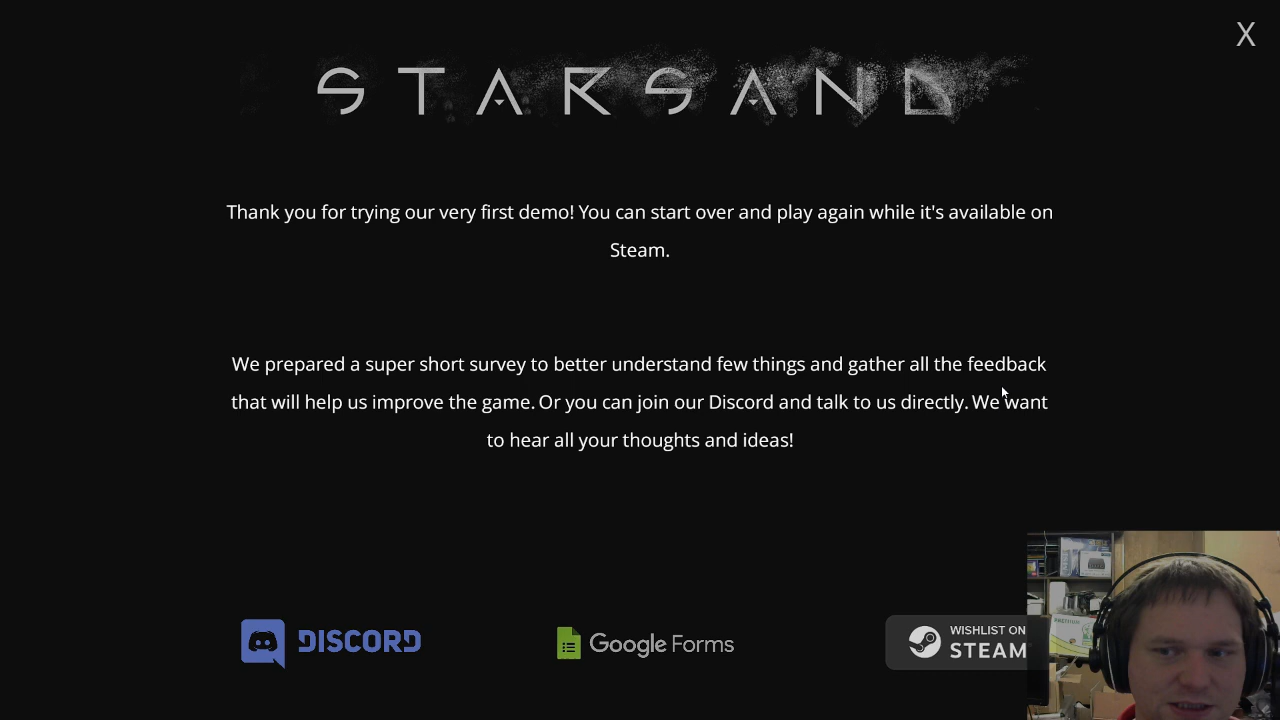 X
STARSAND
Thank you for trying our very first demo! You can start over and play again while it's available on
Steam.
We prepared a super short survey to better understand few things and gather all the feedback
that will help us improve the game. Or you can join our Discord and talk to us directly. We want
to hear all your thoughts and ideas!
DISCORD
Google Forms
WISHLIST ON
STEAM